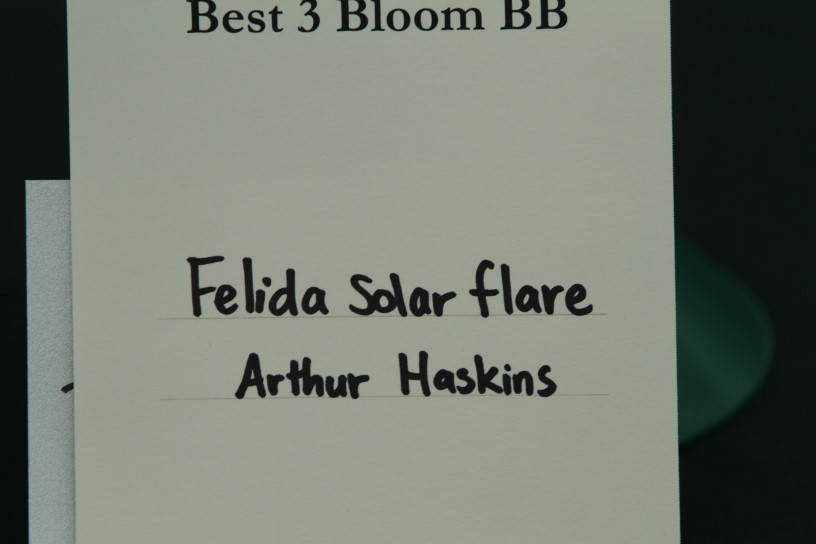 Best 3 Bloom BB
Felida Solar flare
Arthur Haskins